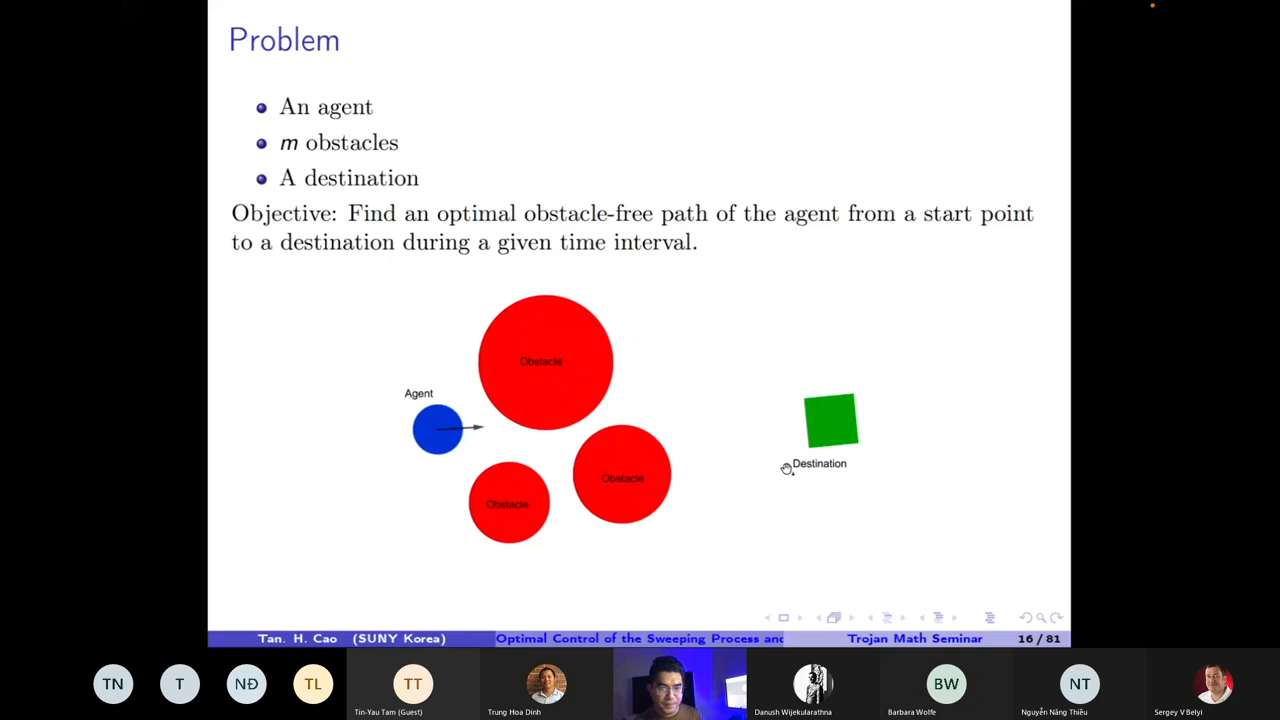 Problem
An agent
m obstacles
A destination
Objective: Find an optimal obstacle-free path of the agent from a start point
to a destination during a given time interval.
Obstacle
Agent
Obstacle
Obstacle
Destination
Tan. H. Cao (SUNY Korea)
Optimal Control of the Sweeping Process and
Trojan Math Seminar
16 / 81
TN
T
NĐ
TL
TT
BW
NT
Tin-Yau Tam (Guest)
Trung Hoa Dinh
Danush Wijekularathna
Barbara Wolfe
Nguyễn Năng Thiều
Sergey V Belyi